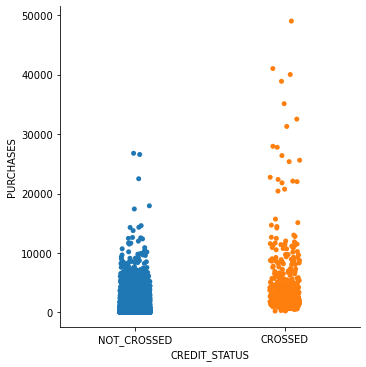 50000
40000
30000
20000
10000
0
PURCHASES
NOT_CROSSED
CROSSED
CREDIT_STATUS